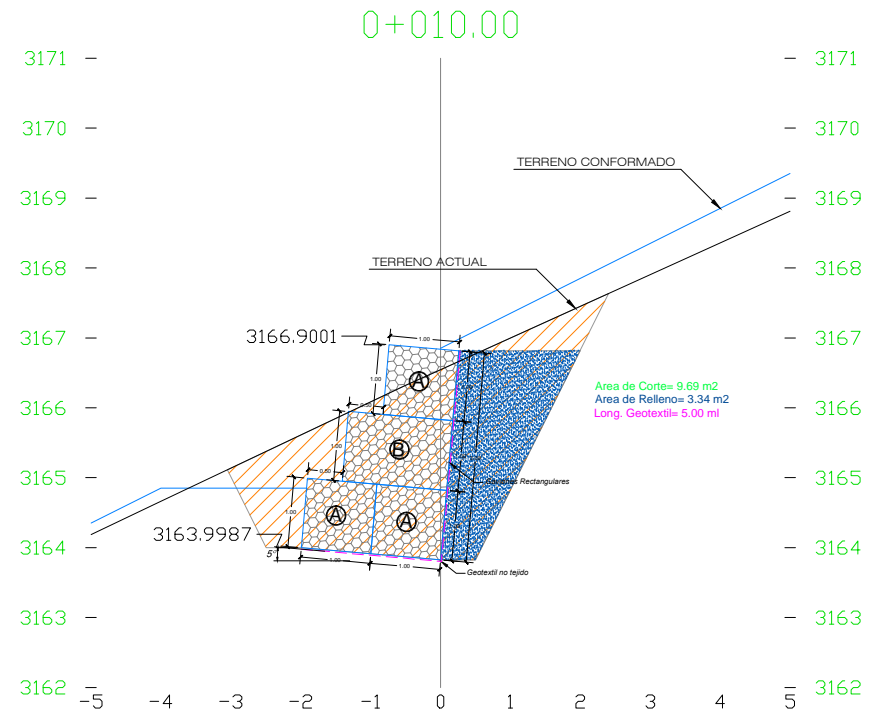 0+010.00
3171
3171
3170
3170
TERRENO CONFORMADO
3169
3169
TERRENO ACTUAL
3168
3168
3167
3166.9001
1.00
3167
1.00
A
Area de Corte= 9.69 m2
Area de Relleno= 3.34 m2
Long. Geotextil= 5.00 ml
3166
0.50
3166
1.00
B
3165
0.50
Rectangulares
3165
1.00
A
A
3163.9987
3164
3164
5°
1.00
1.00
Geotextil no tejido
3163
3163
3162
3162
-5 -4 -3 -2 -1 0 1 2 3 4 5